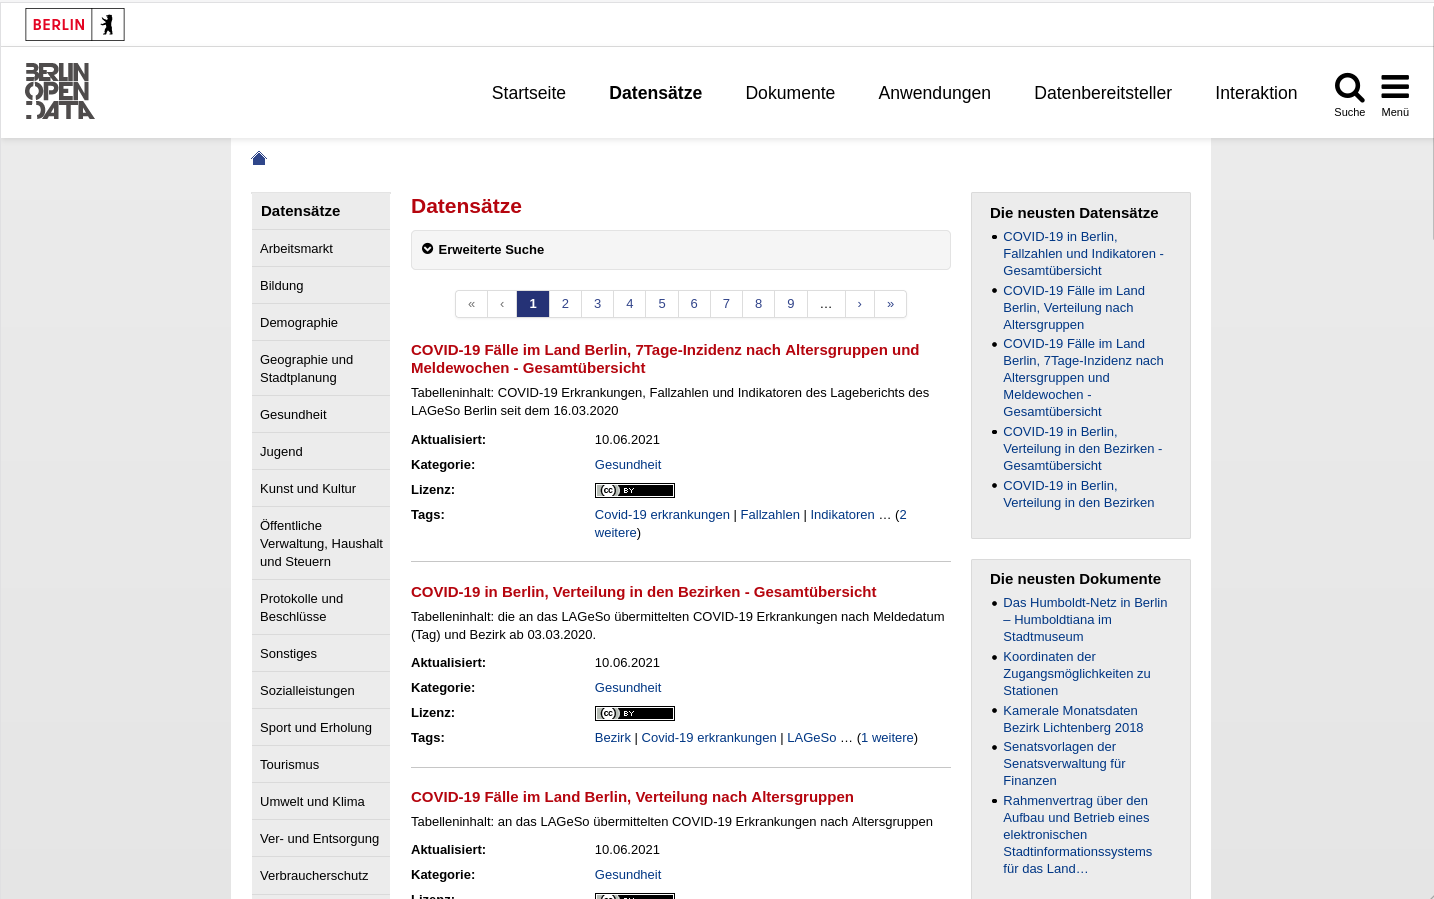 BERLIN
BERLIN
OPEN
DATA
Startseite
Datensätze
Dokumente
Anwendungen
Datenbereitsteller
Interaktion
Suche
Menü
Datensätze
Arbeitsmarkt
Bildung
Demographie
Geographie und
Stadtplanung
Gesundheit
Jugend
Kunst und Kultur
Öffentliche
Verwaltung, Haushalt
und Steuern
Protokolle und
Beschlüsse
Sonstiges
Sozialleistungen
Sport und Erholung
Tourismus
Umwelt und Klima
Ver- und Entsorgung
Verbraucherschutz
Datensätze
Erweiterte Suche
« ‹ 1 2 3 4 5 6 7 8 9 … › »
COVID-19 Fälle im Land Berlin, 7Tage-Inzidenz nach Altersgruppen und
Meldewochen - Gesamtübersicht
Tabelleninhalt: COVID-19 Erkrankungen, Fallzahlen und Indikatoren des Lageberichts des
LAGeSo Berlin seit dem 16.03.2020
Aktualisiert: 10.06.2021
Kategorie: Gesundheit
Lizenz: (cc) BY
Tags: Covid-19 erkrankungen | Fallzahlen | Indikatoren … (2
weitere)
COVID-19 in Berlin, Verteilung in den Bezirken - Gesamtübersicht
Tabelleninhalt: die an das LAGeSo übermittelten COVID-19 Erkrankungen nach Meldedatum
(Tag) und Bezirk ab 03.03.2020.
Aktualisiert: 10.06.2021
Kategorie: Gesundheit
Lizenz: (cc) BY
Tags: Bezirk | Covid-19 erkrankungen | LAGeSo … (1 weitere)
COVID-19 Fälle im Land Berlin, Verteilung nach Altersgruppen
Tabelleninhalt: an das LAGeSo übermittelten COVID-19 Erkrankungen nach Altersgruppen
Aktualisiert: 10.06.2021
Kategorie: Gesundheit
Lizenz:
Die neusten Datensätze
COVID-19 in Berlin,
Fallzahlen und Indikatoren -
Gesamtübersicht
COVID-19 Fälle im Land
Berlin, Verteilung nach
Altersgruppen
COVID-19 Fälle im Land
Berlin, 7Tage-Inzidenz nach
Altersgruppen und
Meldewochen -
Gesamtübersicht
COVID-19 in Berlin,
Verteilung in den Bezirken -
Gesamtübersicht
COVID-19 in Berlin,
Verteilung in den Bezirken
Die neusten Dokumente
Das Humboldt-Netz in Berlin
– Humboldtiana im
Stadtmuseum
Koordinaten der
Zugangsmöglichkeiten zu
Stationen
Kamerale Monatsdaten
Bezirk Lichtenberg 2018
Senatsvorlagen der
Senatsverwaltung für
Finanzen
Rahmenvertrag über den
Aufbau und Betrieb eines
elektronischen
Stadtinformationssystems
für das Land…